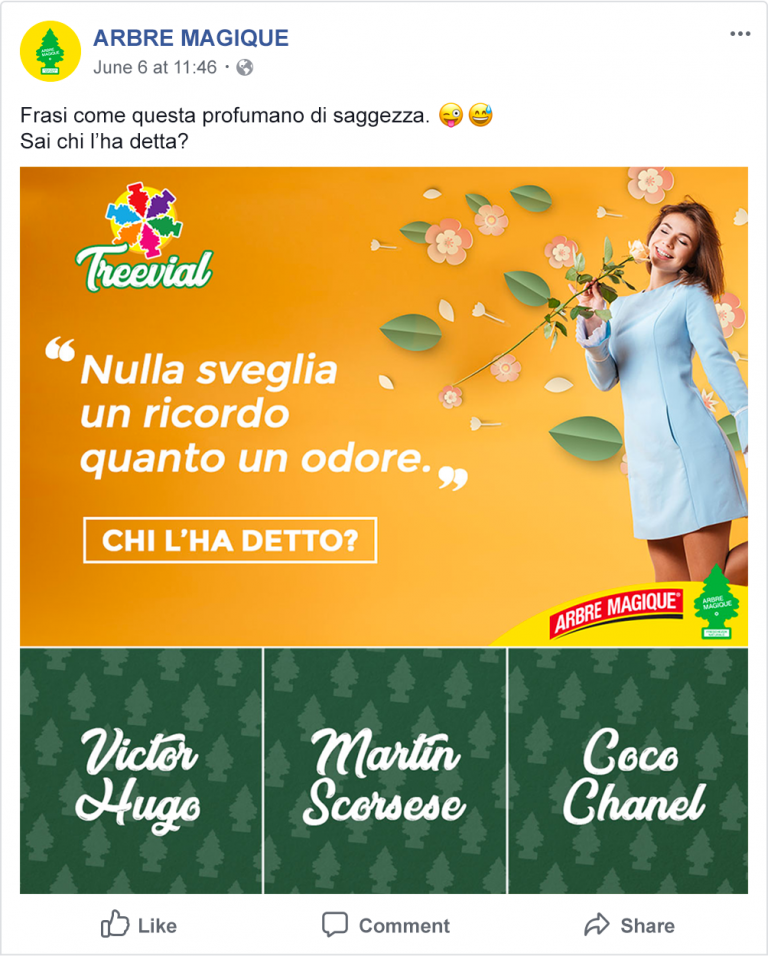 ARBRE MAGIQUE
June 6 at 11:46 ·
Frasi come questa profumano di saggezza. 😜😅
Sai chi l’ha detta?
Treevial
“Nulla sveglia
un ricordo
quanto un odore.”
CHI L’HA DETTO?
ARBRE MAGIQUE®
ARBRE
MAGIQUE
Victor
Hugo
Martin
Scorsese
Coco
Chanel
Like
Comment
Share